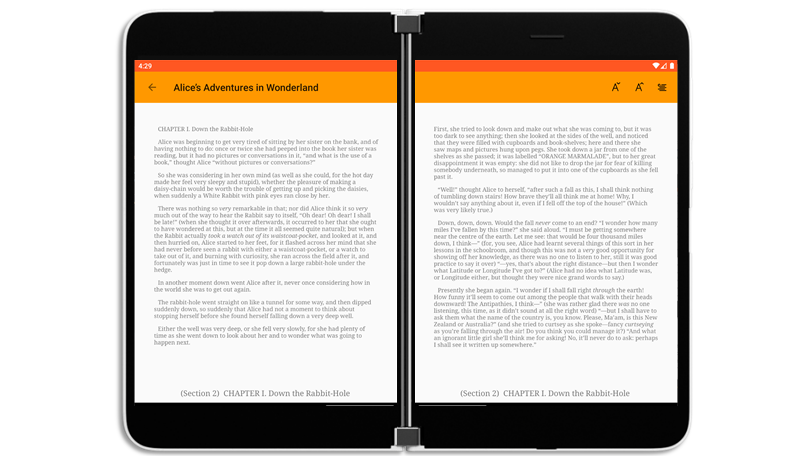 4:29
Alice's Adventures in Wonderland
CHAPTER I. Down the Rabbit-Hole
Alice was beginning to get very tired of sitting by her sister on the bank, and of
having nothing to do: once or twice she had peeped into the book her sister was
reading, but it had no pictures or conversations in it, “and what is the use of a
book,” thought Alice “without pictures or conversations?”
So she was considering in her own mind (as well as she could, for the hot day
made her feel very sleepy and stupid), whether the pleasure of making a
daisy-chain would be worth the trouble of getting up and picking the daisies,
when suddenly a White Rabbit with pink eyes ran close by her.
There was nothing so very remarkable in that; nor did Alice think it so very
much out of the way to hear the Rabbit say to itself, “Oh dear! Oh dear! I shall
be late!” (when she thought it over afterwards, it occurred to her that she ought
to have wondered at this, but at the time it all seemed quite natural); but when
the Rabbit actually took a watch out of its waistcoat-pocket, and looked at it, and
then hurried on, Alice started to her feet, for it flashed across her mind that she
had never before seen a rabbit with either a waistcoat-pocket, or a watch to
take out of it, and burning with curiosity, she ran across the field after it, and
fortunately was just in time to see it pop down a large rabbit-hole under the
hedge.
In another moment down went Alice after it, never once considering how in
the world she was to get out again.
The rabbit-hole went straight on like a tunnel for some way, and then dipped
suddenly down, so suddenly that Alice had not a moment to think about
stopping herself before she found herself falling down a very deep well.
Either the well was very deep, or she fell very slowly, for she had plenty of
time as she went down to look about her and to wonder what was going to
happen next.
(Section 2) CHAPTER I. Down the Rabbit-Hole
First, she tried to look down and make out what she was coming to, but it was
too dark to see anything; then she looked at the sides of the well, and noticed
that they were filled with cupboards and book-shelves; here and there she
saw maps and pictures hung upon pegs. She took down a jar from one of the
shelves as she passed; it was labelled “ORANGE MARMALADE”, but to her great
disappointment it was empty: she did not like to drop the jar for fear of killing
somebody underneath, so managed to put it into one of the cupboards as she fell
past it.
“Well!” thought Alice to herself, “after such a fall as this, I shall think nothing
of tumbling down stairs! How brave they’ll all think me at home! Why, I
wouldn’t say anything about it, even if I fell off the top of the house!” (Which
was very likely true.)
Down, down, down. Would the fall never come to an end? “I wonder how many
miles I’ve fallen by this time?” she said aloud. “I must be getting somewhere
near the centre of the earth. Let me see: that would be four thousand miles
down, I think—” (for, you see, Alice had learnt several things of this sort in her
lessons in the schoolroom, and though this was not a very good opportunity for
showing off her knowledge, as there was no one to listen to her, still it was good
practice to say it over) “—yes, that’s about the right distance—but then I wonder
what Latitude or Longitude I’ve got to?” (Alice had no idea what Latitude was,
or Longitude either, but thought they were nice grand words to say.)
Presently she began again. “I wonder if I shall fall right through the earth!
How funny it’ll seem to come out among the people that walk with their heads
downward! The Antipathies, I think—” (she was rather glad there was no one
listening, this time, as it didn’t sound at all the right word) “—but I shall have to
ask them what the name of the country is, you know. Please, Ma’am, is this New
Zealand or Australia?” (and she tried to curtsey as she spoke—fancy curtseying
as you’re falling through the air! Do you think you could manage it?) “And what
an ignorant little girl she’ll think me for asking! No, it’ll never do to ask: perhaps
I shall see it written up somewhere.”
(Section 2) CHAPTER I. Down the Rabbit-Hole